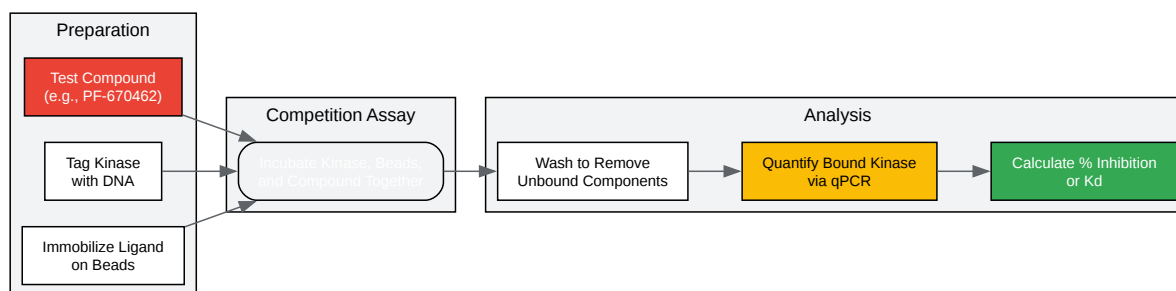 Preparation
Test Compound
(e.g., PF-670462)
Tag Kinase
with DNA
Immobilize Ligand
on Beads
Competition Assay
Incubate Kinase, Beads,
and Compound Together
Analysis
Wash to Remove
Unbound Components
Quantify Bound Kinase
via qPCR
Calculate % Inhibition
or Kd